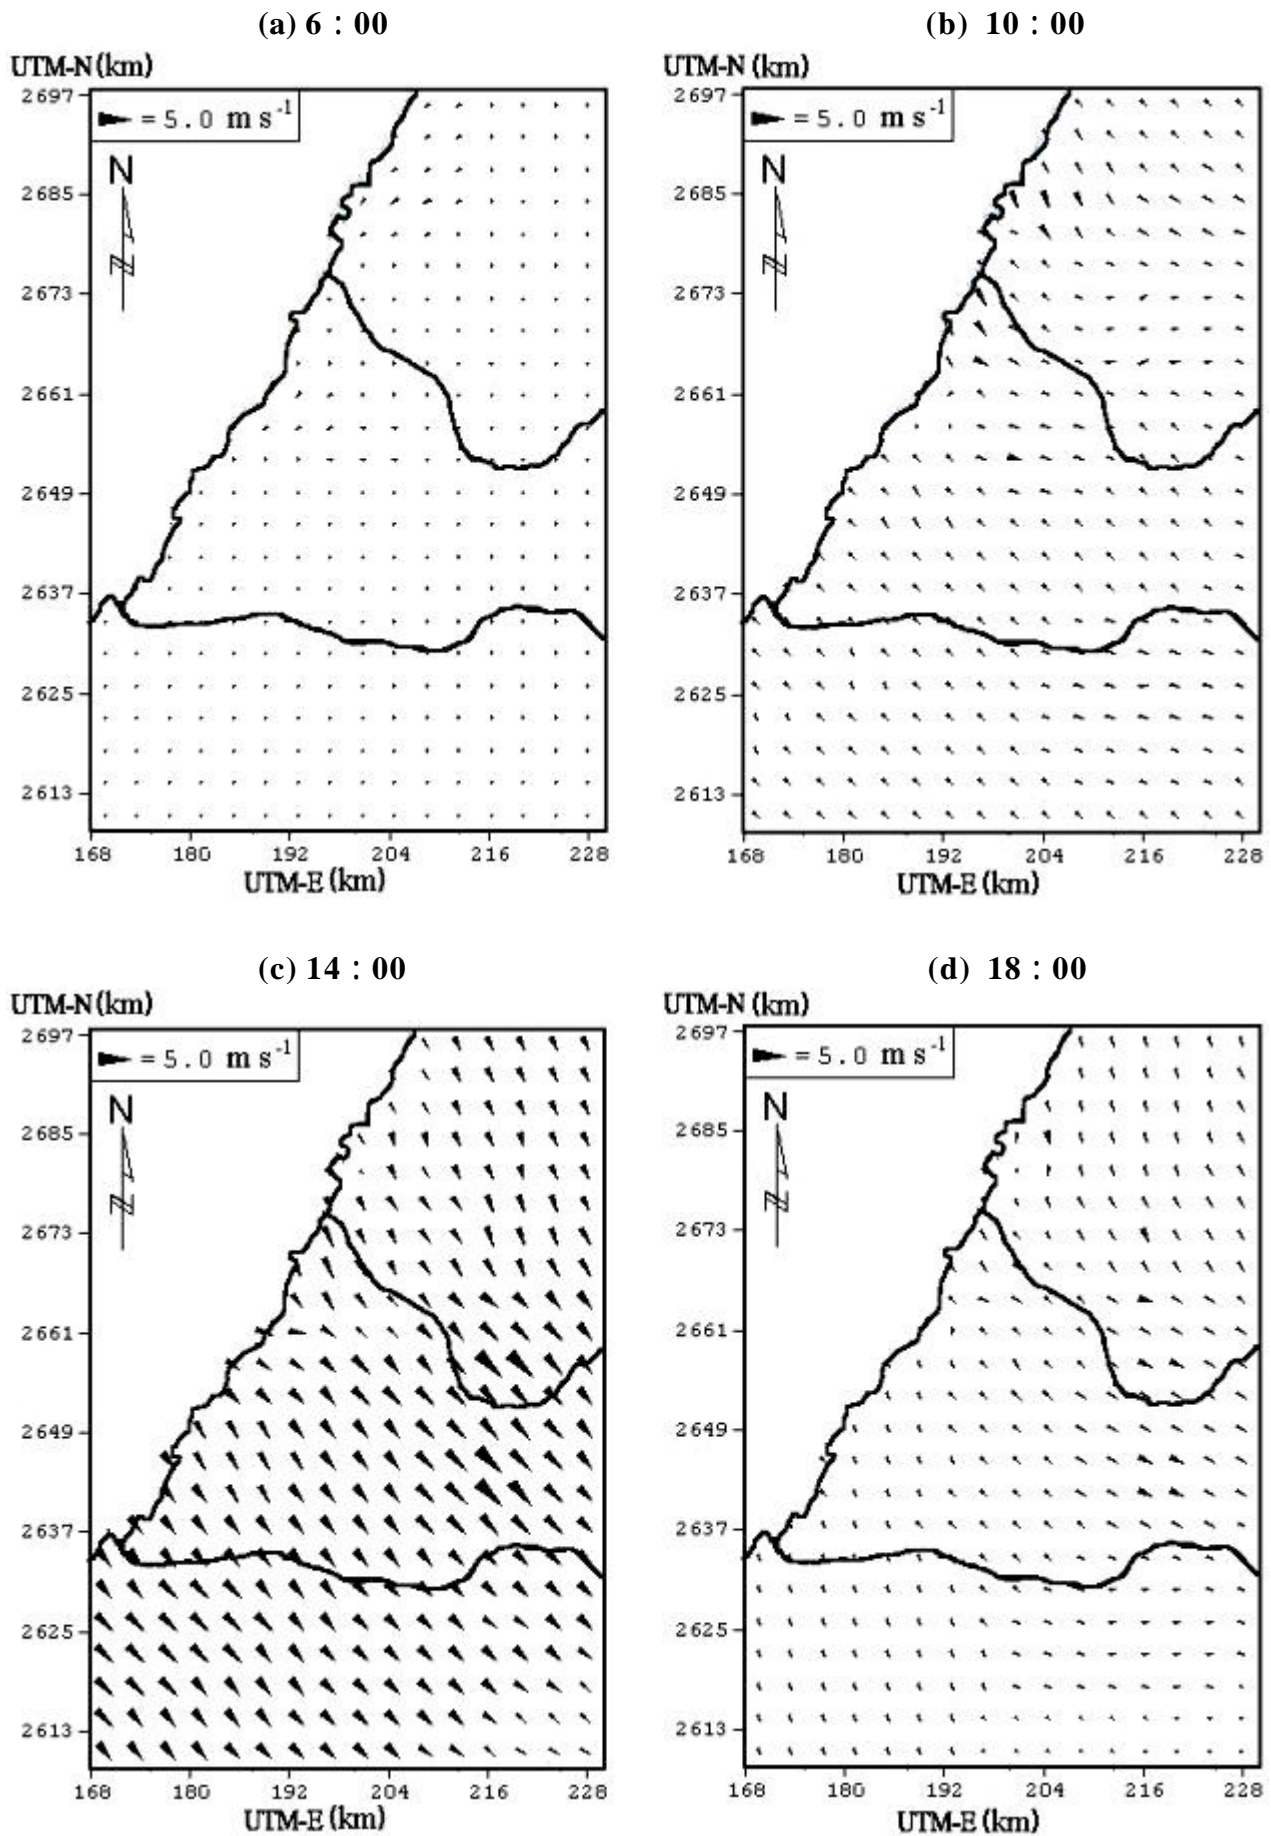 (a) 6 : 00
UTM-N (km)
= 5.0 m s-1
N
2697
2685
2673
2661
2649
2637
2625
2613
168 180 192 204 216 228
UTM-E (km)
(b) 10 : 00
UTM-N (km)
= 5.0 m s-1
N
2697
2685
2673
2661
2649
2637
2625
2613
168 180 192 204 216 228
UTM-E (km)
(c) 14 : 00
UTM-N (km)
= 5.0 m s-1
N
2697
2685
2673
2661
2649
2637
2625
2613
168 180 192 204 216 228
UTM-E (km)
(d) 18 : 00
UTM-N (km)
= 5.0 m s-1
N
2697
2685
2673
2661
2649
2637
2625
2613
168 180 192 204 216 228
UTM-E (km)